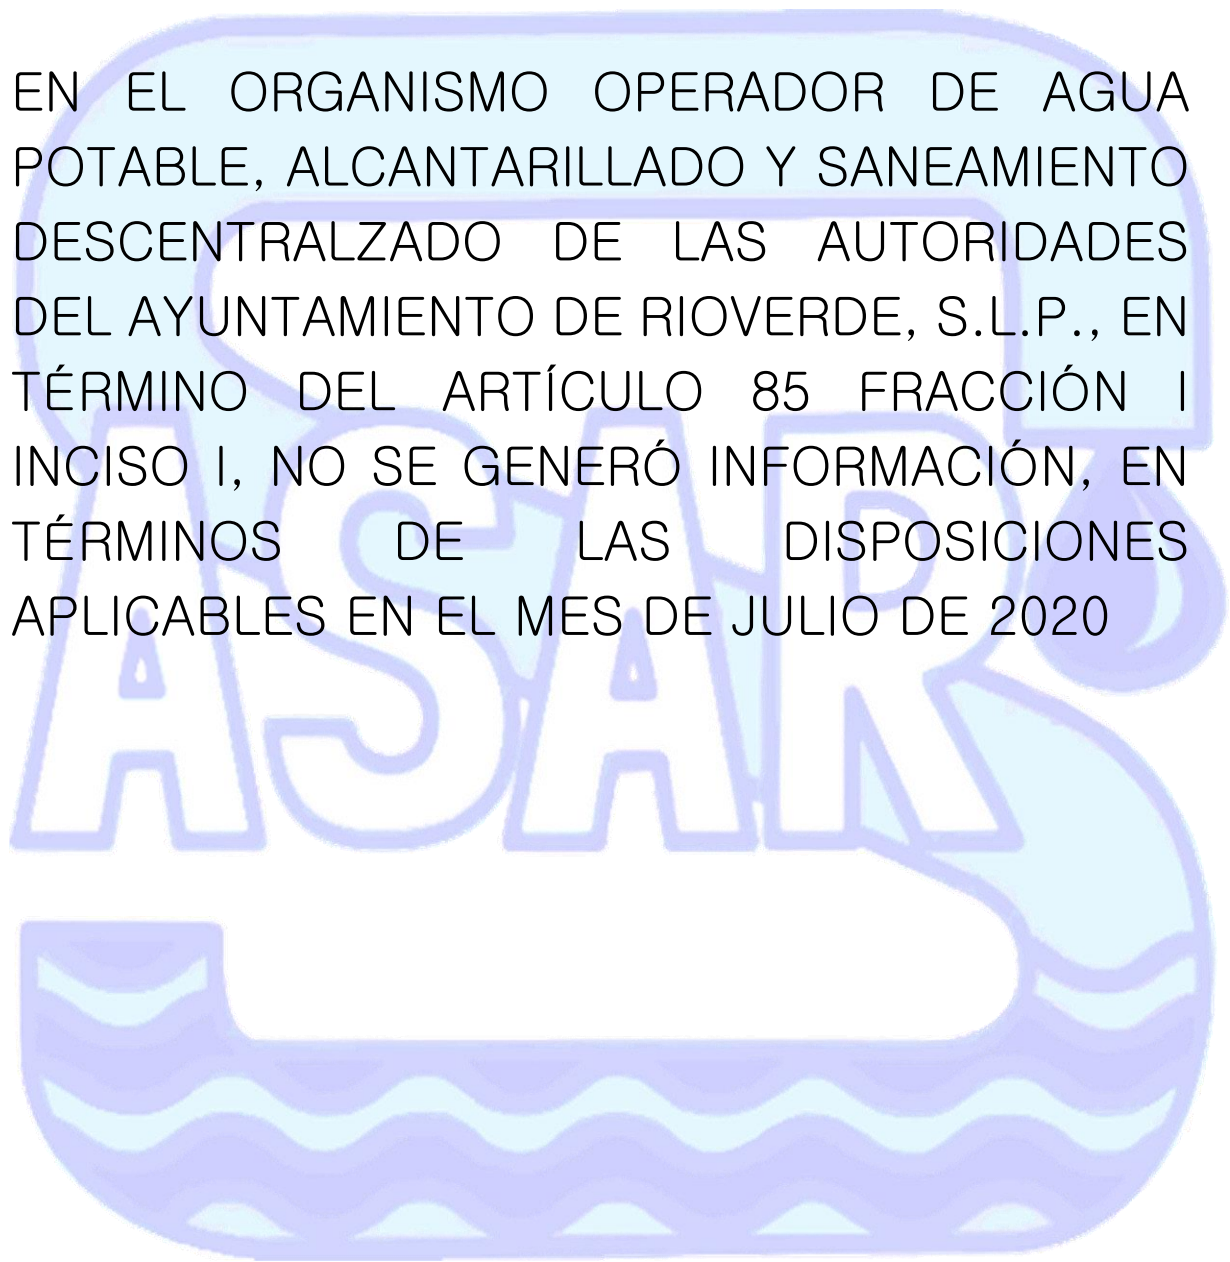 EN EL ORGANISMO OPERADOR DE AGUA
POTABLE, ALCANTARILLADO Y SANEAMIENTO
DESCENTRALZADO DE LAS AUTORIDADES
DEL AYUNTAMIENTO DE RIOVERDE, S.L.P., EN
TÉRMINO DEL ARTÍCULO 85 FRACCIÓN I
INCISO I, NO SE GENERÓ INFORMACIÓN, EN
TÉRMINOS DE LAS DISPOSICIONES
APLICABLES EN EL MES DE JULIO DE 2020
SASAR